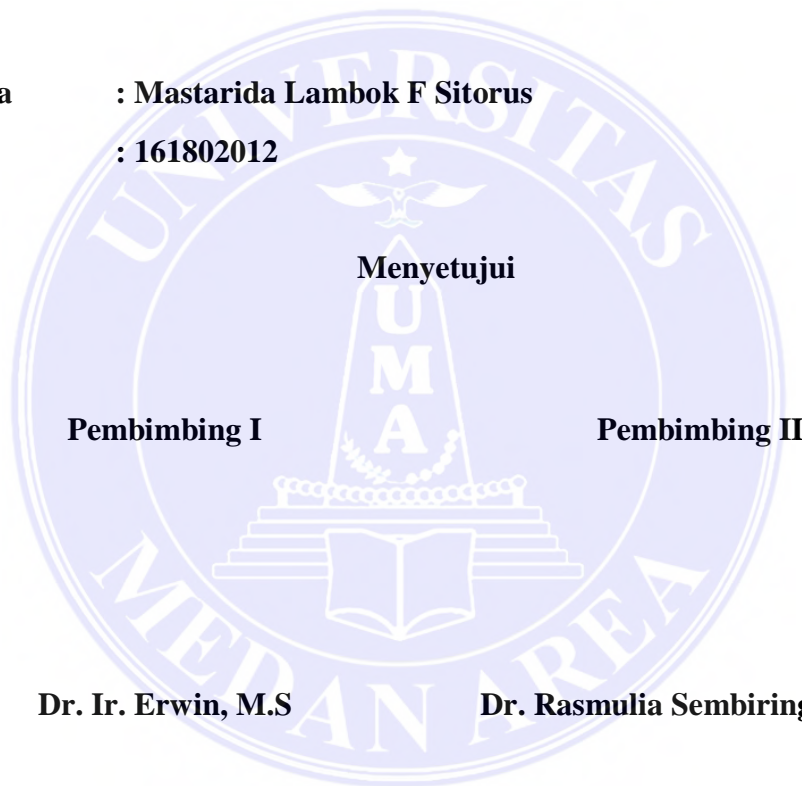 a : Mastarida Lambok F Sitorus
: 161802012
Menyetujui
Pembimbing I Pembimbing II
Dr. Ir. Erwin, M.S Dr. Rasmulia Sembiring
UNIVERSITAS
UMA
MEDAN AREA